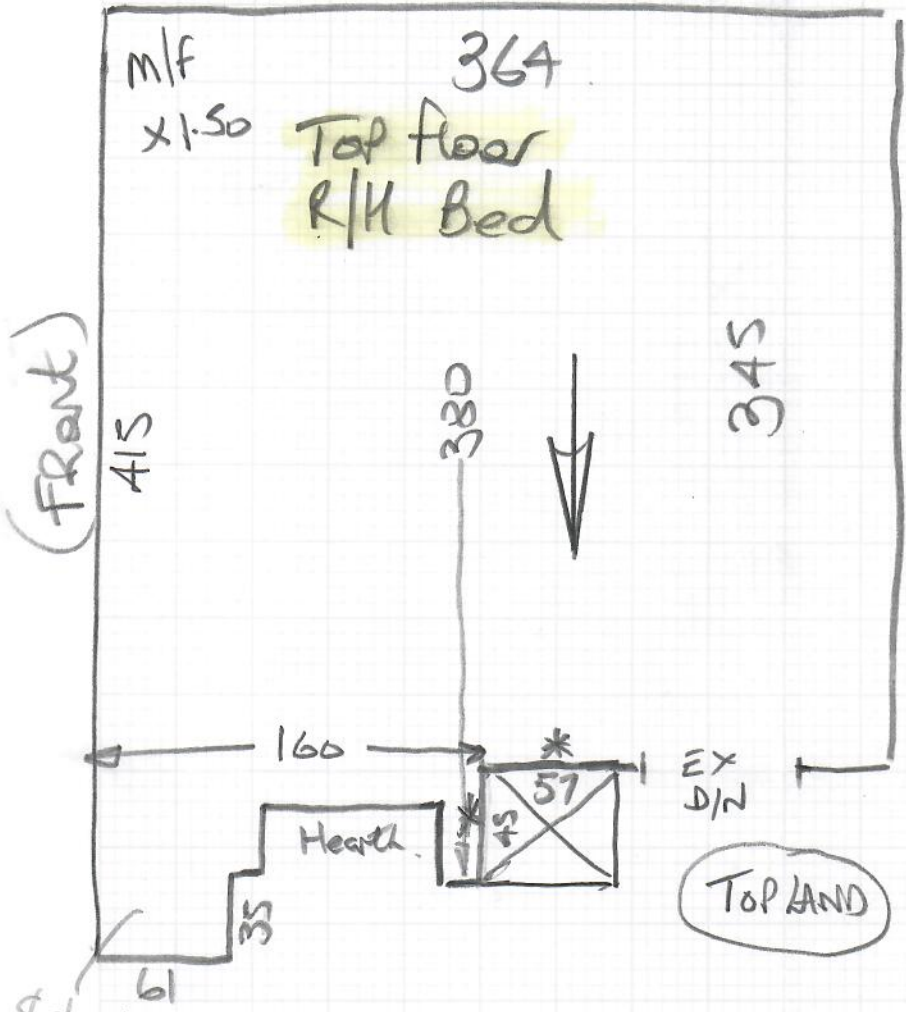 m/f
364
x1.50
Top floor
R/H Bed
(FRONT)
415
380
345
160
*
EX
D/N
57
*
45
Hearth
TOP LAND
35
61